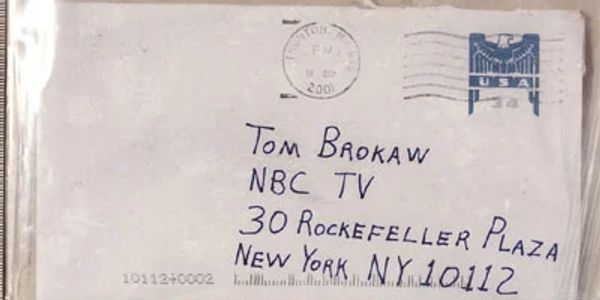 PM
2001
USA
34
TOM BROKAW
NBC TV
30 ROCKEFELLER PLAZA
NEW YORK NY 10112
10112+0002